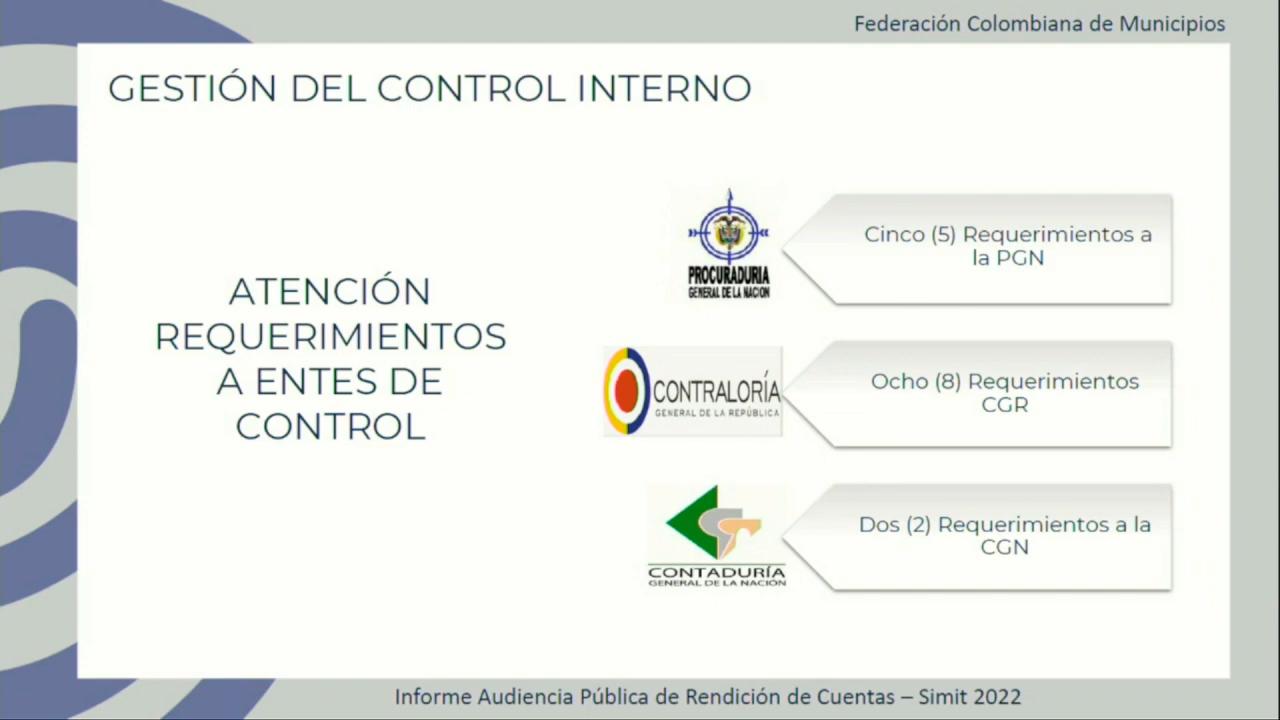 Federación Colombiana de Municipios
GESTIÓN DEL CONTROL INTERNO
ATENCIÓN
REQUERIMIENTOS
A ENTES DE
CONTROL
PROCURADURIA
GENERAL DE LA NACION
Cinco (5) Requerimientos a
la PGN
CONTRALORÍA
GENERAL DE LA REPÚBLICA
Ocho (8) Requerimientos
CGR
CONTADURÍA
GENERAL DE LA NACIÓN
Dos (2) Requerimientos a la
CGN
Informe Audiencia Pública de Rendición de Cuentas – Simit 2022